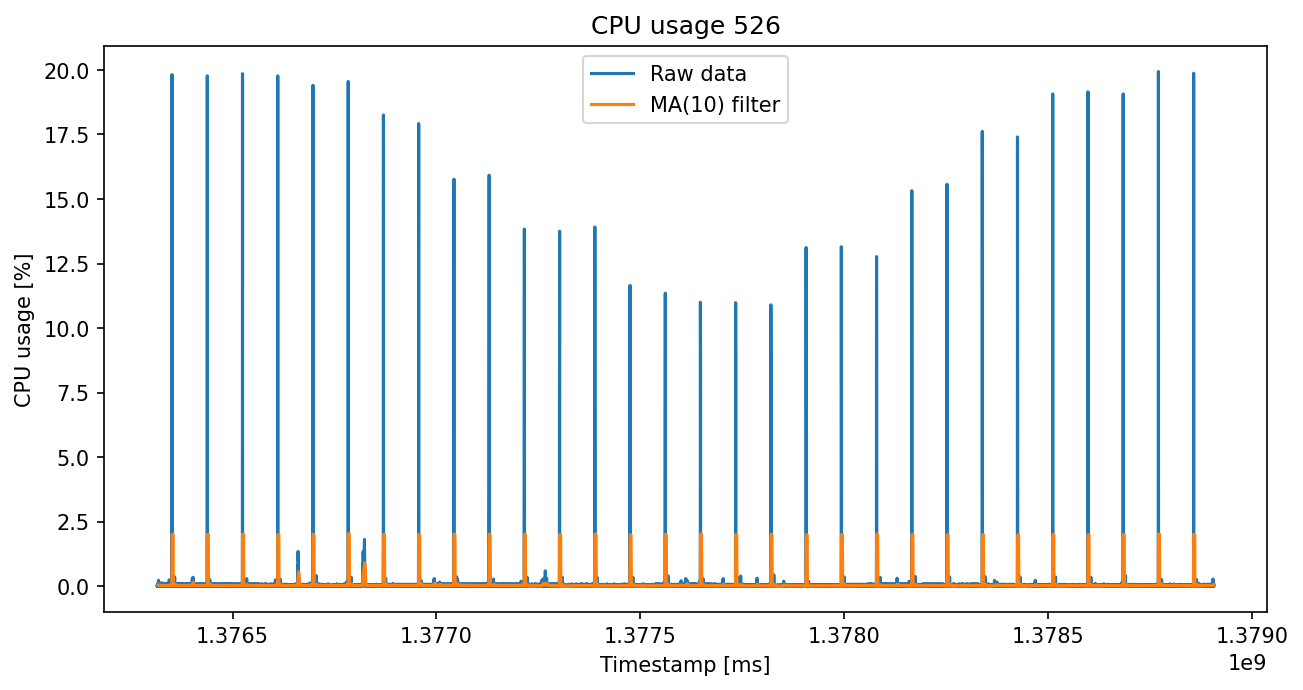 CPU usage 526
Raw data
MA(10) filter
CPU usage [%]
20.0
17.5
15.0
12.5
10.0
7.5
5.0
2.5
0.0
1.3765 1.3770 1.3775 1.3780 1.3785 1.3790
1e9
Timestamp [ms]